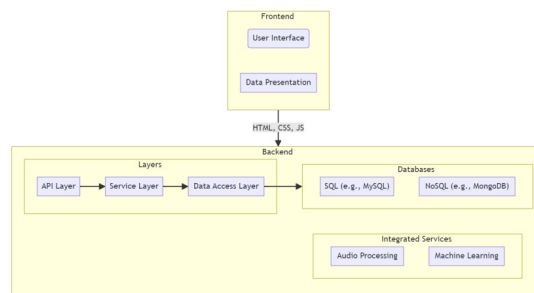 Frontend
User Interface
Data Presentation
HTML, CSS, JS
Backend
Layers
API Layer
Service Layer
Data Access Layer
Databases
SQL (e.g., MySQL)
NoSQL (e.g., MongoDB)
Integrated Services
Audio Processing
Machine Learning